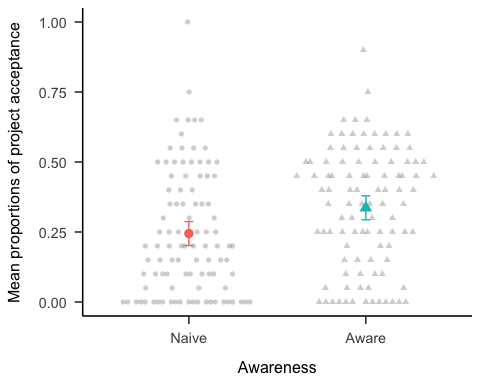 Mean proportions of project acceptance
1.00
0.75
0.50
0.25
0.00
Naive
Aware
Awareness